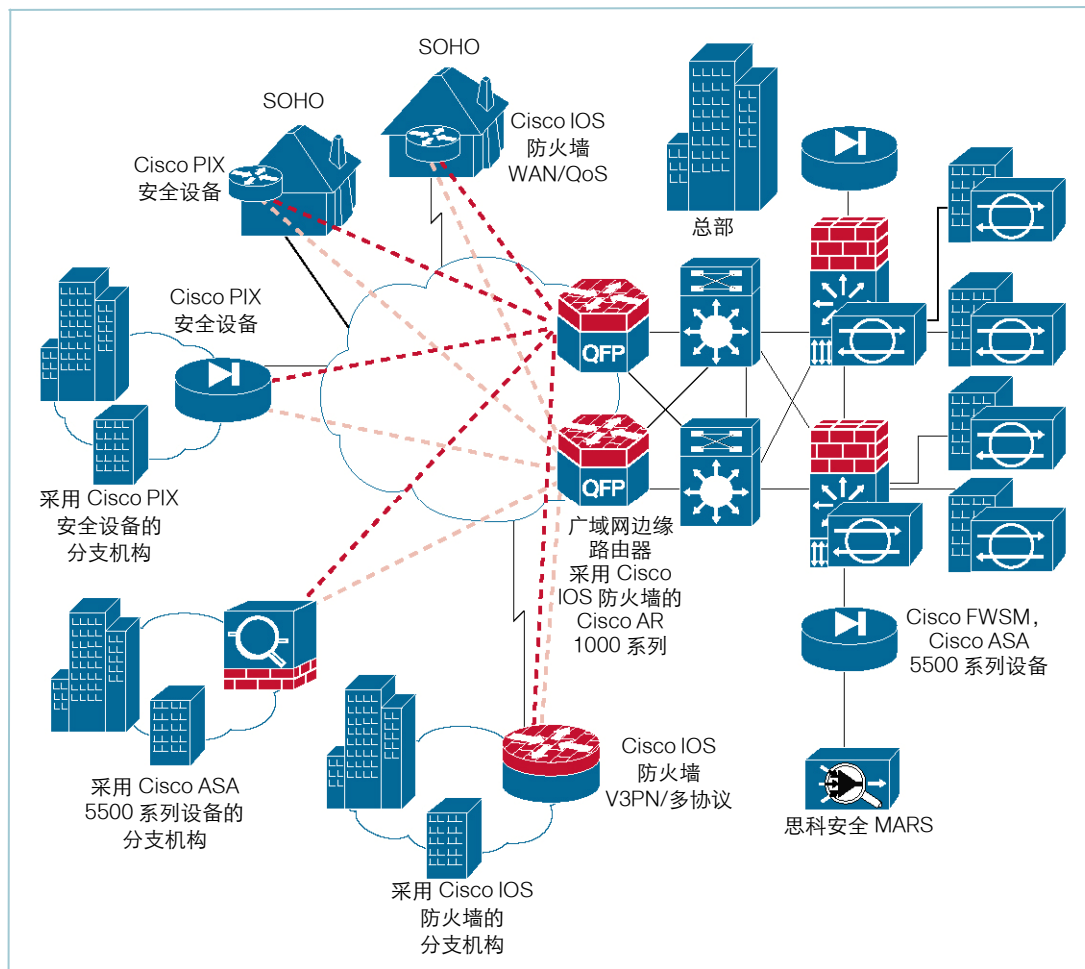 SOHO
SOHO
Cisco IOS
防火墙
WAN/QoS
Cisco PIX
安全设备
总部
Cisco PIX
安全设备
QFP
QFP
采用 Cisco PIX
安全设备的
分支机构
广域网边缘
路由器
采用 Cisco
IOS 防火墙的
Cisco AR
1000 系列
Cisco FWSM，
Cisco ASA
5500 系列设备
采用 Cisco ASA
5500 系列设备的
分支机构
Cisco IOS
防火墙
V3PN/多协议
思科安全 MARS
采用 Cisco IOS
防火墙的
分支机构